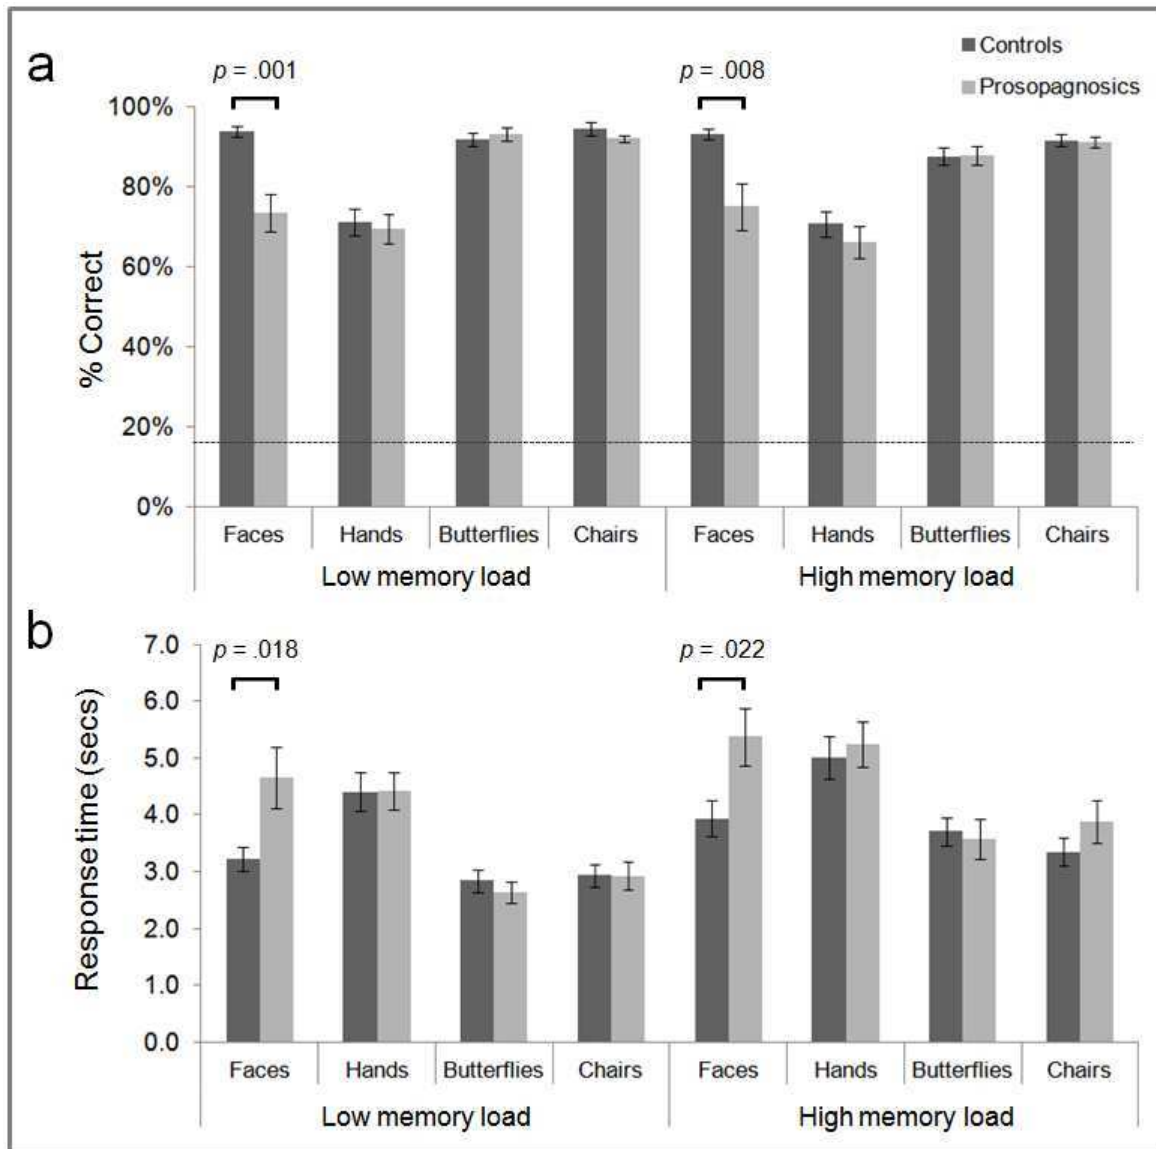 Controls
Prosopagnosics
a
p = .001
p = .008
100%
80%
60%
40%
20%
0%
% Correct
Faces Hands Butterflies Chairs Faces Hands Butterflies Chairs
Low memory load High memory load
b
p = .018
p = .022
7.0
6.0
5.0
4.0
3.0
2.0
1.0
0.0
Response time (secs)
Faces Hands Butterflies Chairs Faces Hands Butterflies Chairs
Low memory load High memory load